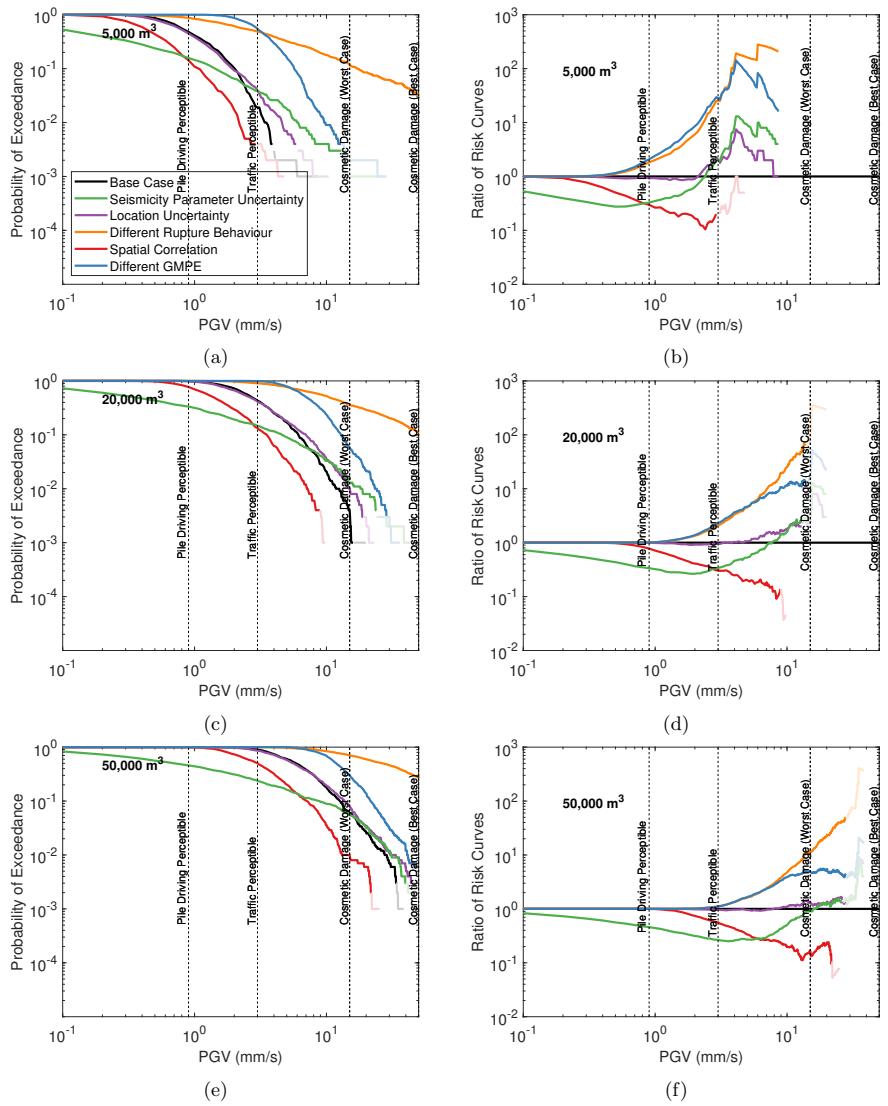 10^0
10^-1
10^-2
10^-3
10^-4
Probability of Exceedance
5,000 m^3
Pile Driving Perceptible
Traffic Perceptible
Cosmetic Damage (Worst Case)
Cosmetic Damage (Best Case)
Base Case
Seismicity Parameter Uncertainty
Location Uncertainty
Different Rupture Behaviour
Spatial Correlation
Different GMPE
10^-1 10^0 10^1
PGV (mm/s)
(a)
10^3
10^2
10^1
10^0
10^-1
10^-2
Ratio of Risk Curves
5,000 m^3
Pile Driving Perceptible
Traffic Perceptible
Cosmetic Damage (Worst Case)
Cosmetic Damage (Best Case)
10^-1 10^0 10^1
PGV (mm/s)
(b)
10^0
10^-1
10^-2
10^-3
10^-4
Probability of Exceedance
20,000 m^3
Pile Driving Perceptible
Traffic Perceptible
Cosmetic Damage (Worst Case)
Cosmetic Damage (Best Case)
10^-1 10^0 10^1
PGV (mm/s)
(c)
10^3
10^2
10^1
10^0
10^-1
10^-2
Ratio of Risk Curves
20,000 m^3
Pile Driving Perceptible
Traffic Perceptible
Cosmetic Damage (Worst Case)
Cosmetic Damage (Best Case)
10^-1 10^0 10^1
PGV (mm/s)
(d)
10^0
10^-1
10^-2
10^-3
10^-4
Probability of Exceedance
50,000 m^3
Pile Driving Perceptible
Traffic Perceptible
Cosmetic Damage (Worst Case)
Cosmetic Damage (Best Case)
10^-1 10^0 10^1
PGV (mm/s)
(e)
10^3
10^2
10^1
10^0
10^-1
10^-2
Ratio of Risk Curves
50,000 m^3
Pile Driving Perceptible
Traffic Perceptible
Cosmetic Damage (Worst Case)
Cosmetic Damage (Best Case)
10^-1 10^0 10^1
PGV (mm/s)
(f)